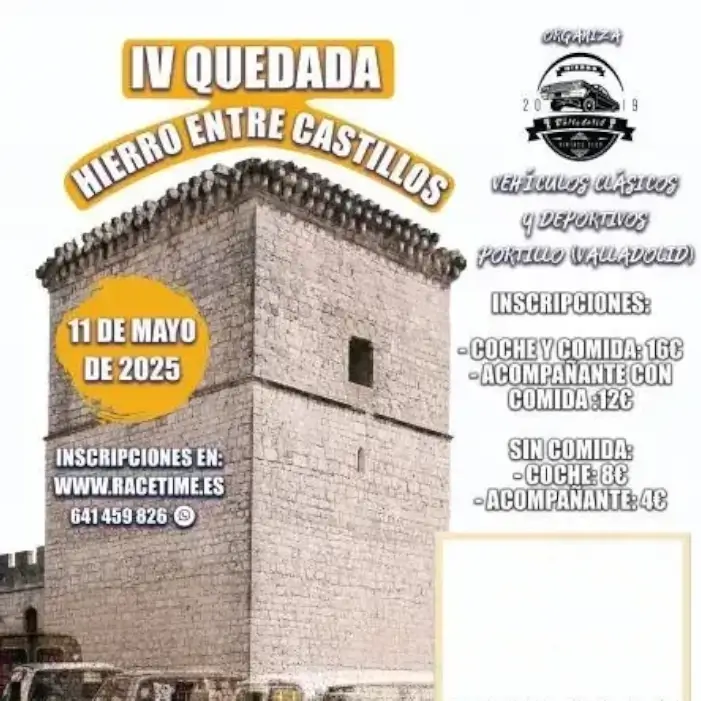 IV QUEDADA
HIERRO ENTRE CASTILLOS
ORGANIZA
HIERRO
2019
Valladolid
VEHÍCULOS CLÁSICOS
Y DEPORTIVOS
PORTILLO (VALLADOLID)
11 DE MAYO
DE 2025
INSCRIPCIONES EN:
WWW.RACETIME.ES
641 459 826
INSCRIPCIONES:
- COCHE Y COMIDA: 16€
- ACOMPAÑANTE CON
COMIDA :12€
SIN COMIDA:
- COCHE: 8€
- ACOMPAÑANTE: 4€